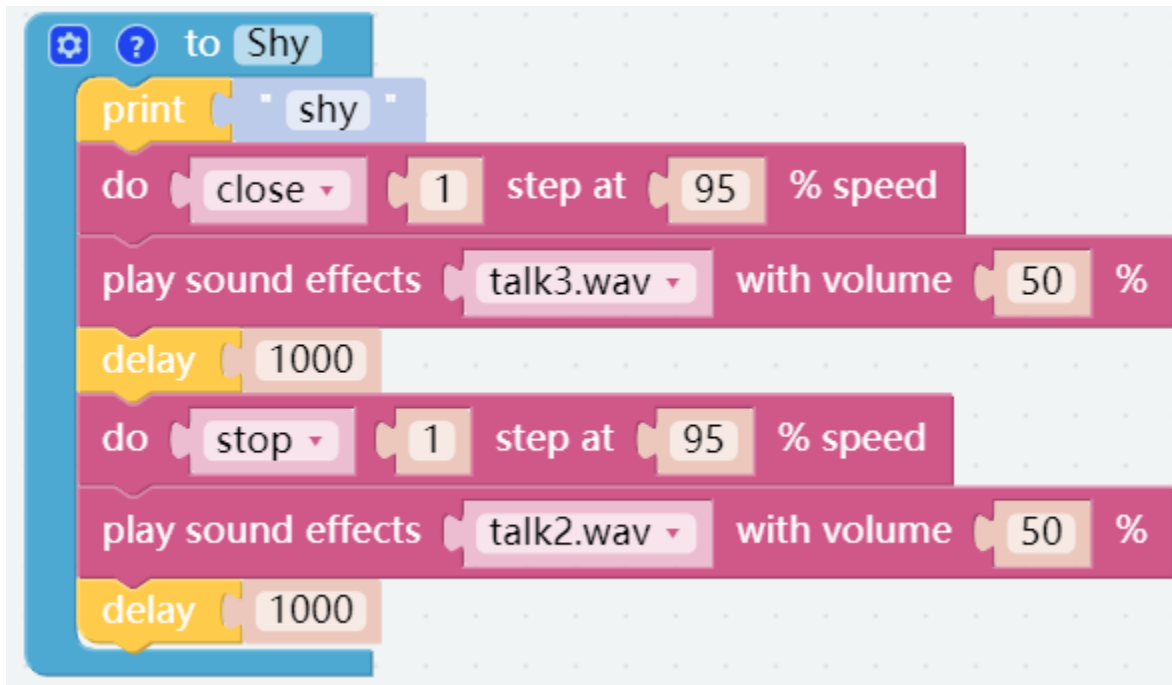 ? to Shy
print " shy "
do close 1 step at 95 % speed
play sound effects talk3.wav with volume 50 %
delay 1000
do stop 1 step at 95 % speed
play sound effects talk2.wav with volume 50 %
delay 1000